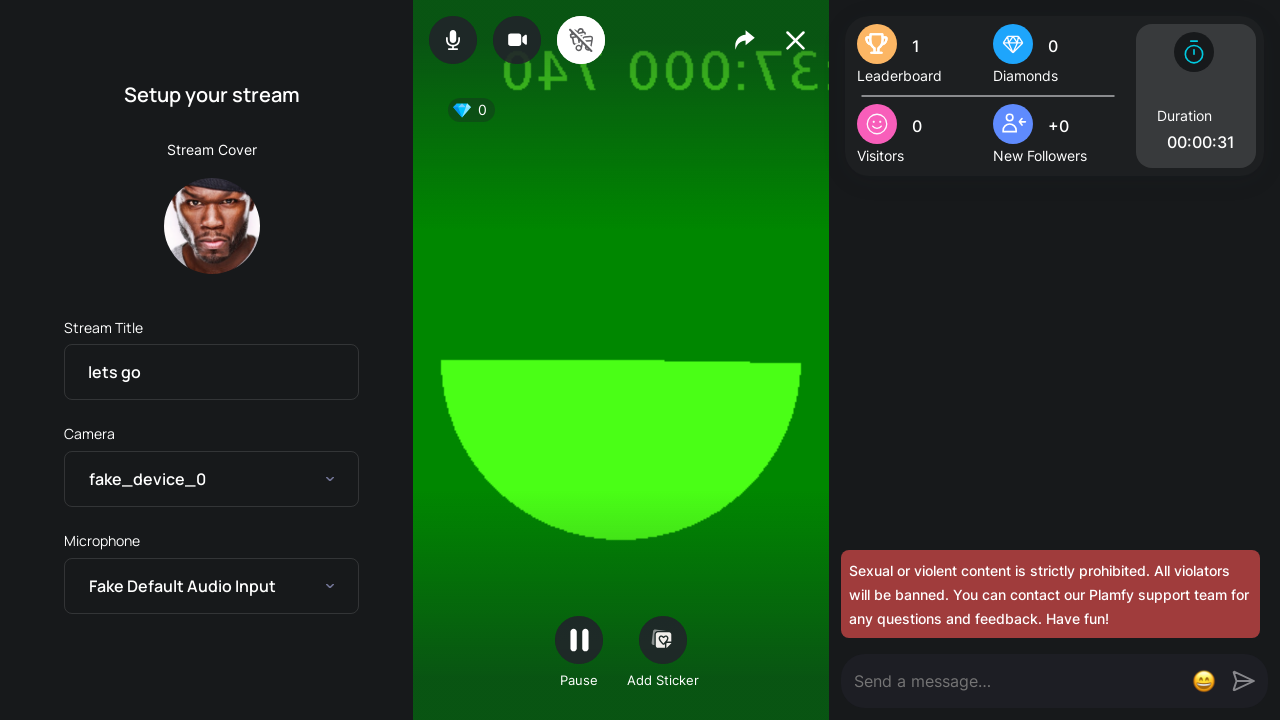 Setup your stream
Stream Cover
Stream Title
lets go
Camera
fake_device_0
Microphone
Fake Default Audio Input
0
Pause
Add Sticker
1
Leaderboard
0
Diamonds
0
Visitors
+0
New Followers
Duration
00:00:31
Sexual or violent content is strictly prohibited. All violators
will be banned. You can contact our Plamfy support team for
any questions and feedback. Have fun!
Send a message...